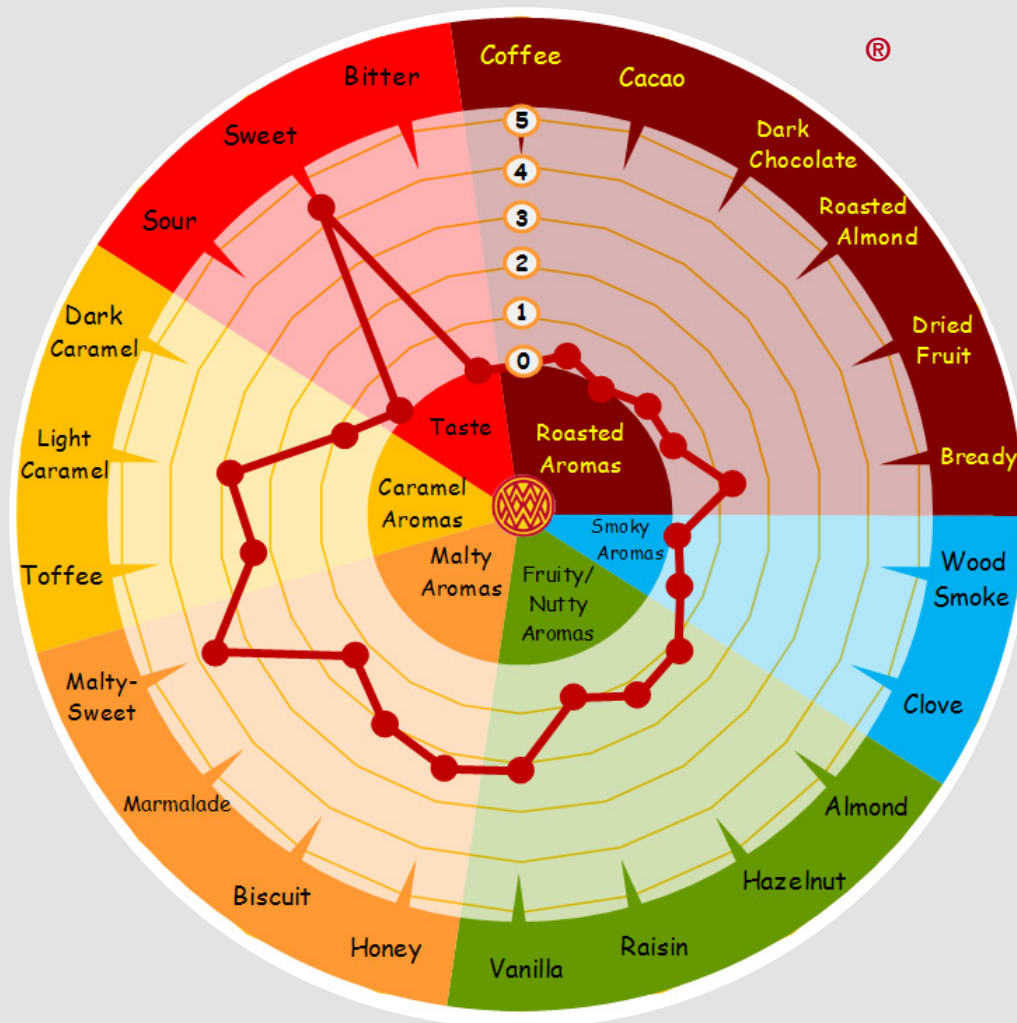 ®
Coffee
Cacao
Dark
Chocolate
Roasted
Almond
Dried
Fruit
Bready
Wood
Smoke
Clove
Almond
Hazelnut
Raisin
Vanilla
Honey
Biscuit
Marmalade
Malty-
Sweet
Toffee
Light
Caramel
Dark
Caramel
Sour
Sweet
Bitter
5
4
3
2
1
0
Taste
Roasted
Aromas
Smoky
Aromas
Fruity/
Nutty
Aromas
Malty
Aromas
Caramel
Aromas